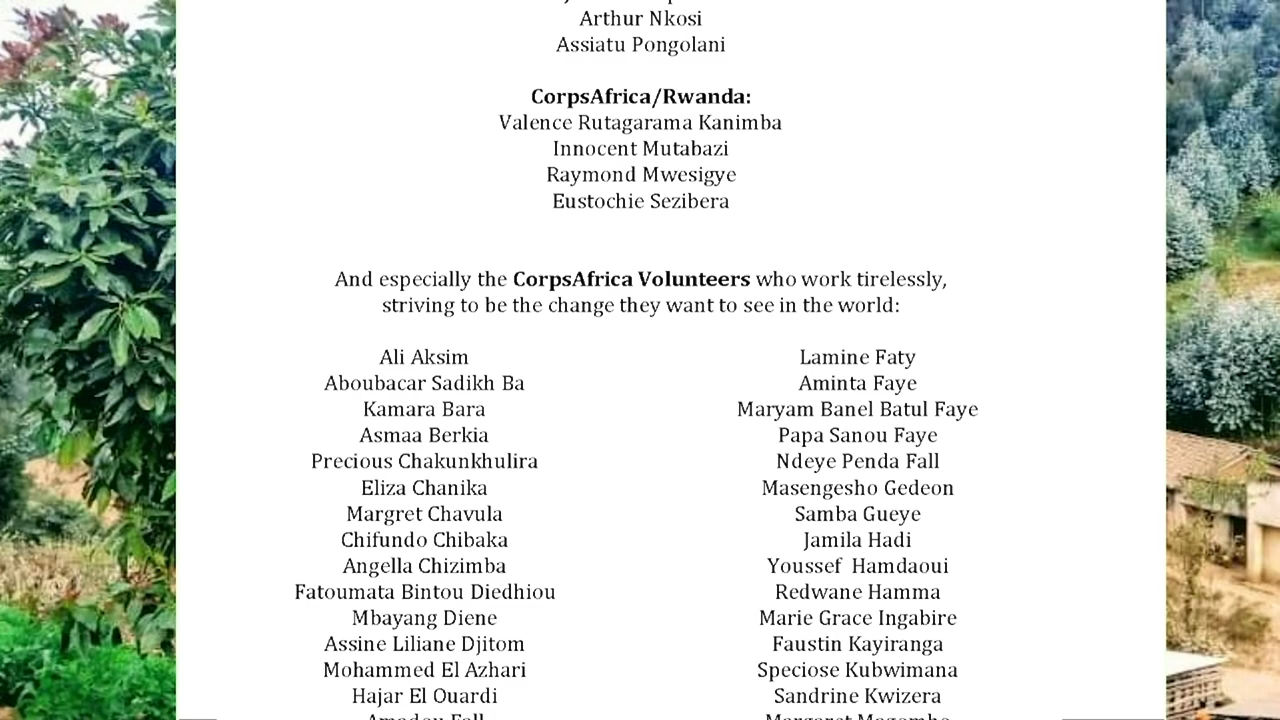 Arthur Nkosi
Assiatu Pongolani
CorpsAfrica/Rwanda:
Valence Rutagarama Kanimba
Innocent Mutabazi
Raymond Mwesigye
Eustochie Sezibera
And especially the CorpsAfrica Volunteers who work tirelessly,
striving to be the change they want to see in the world:
Ali Aksim
Aboubacar Sadikh Ba
Kamara Bara
Asmaa Berkia
Precious Chakunkhulira
Eliza Chanika
Margret Chavula
Chifundo Chibaka
Angella Chizimba
Fatoumata Bintou Diedhiou
Mbayang Diene
Assine Liliane Djitom
Mohammed El Azhari
Hajar El Ouardi
Amadou Fall
Lamine Faty
Aminta Faye
Maryam Banel Batul Faye
Papa Sanou Faye
Ndeye Penda Fall
Masengesho Gedeon
Samba Gueye
Jamila Hadi
Youssef Hamdaoui
Redwane Hamma
Marie Grace Ingabire
Faustin Kayiranga
Speciose Kubwimana
Sandrine Kwizera
Margaret Magombo